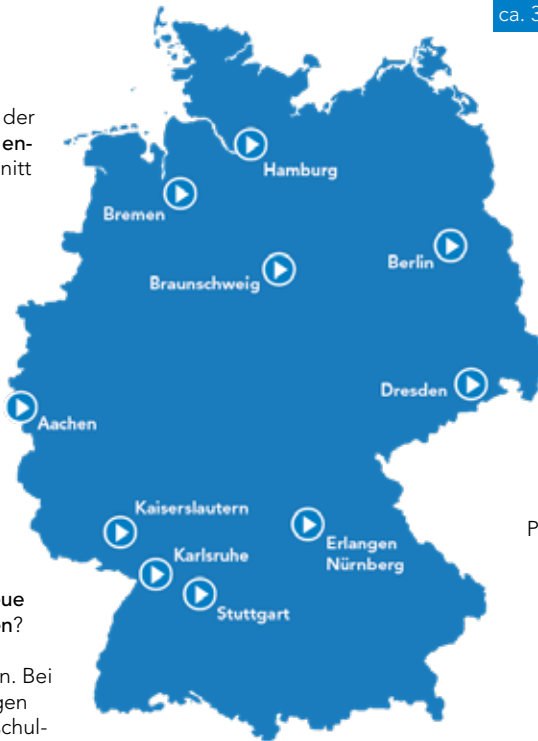 ca. 3
der
en-
nitt
Hamburg
Bremen
Berlin
Braunschweig
Dresden
Aachen
Kaiserslautern
Erlangen
Nürnberg
P
Karlsruhe
Stuttgart
ue
n?
n. Bei
gen
schul-